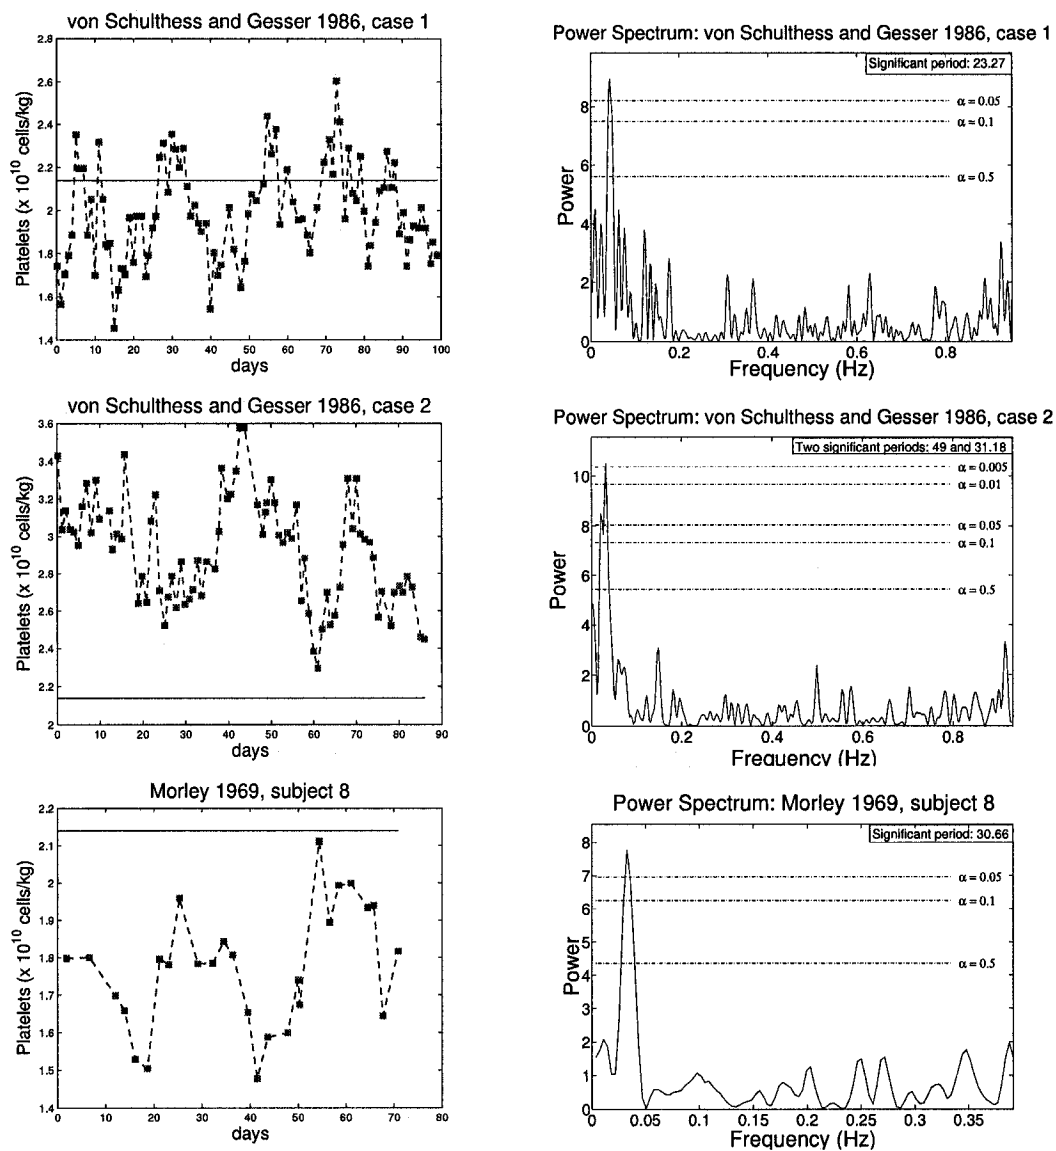 von Schulthess and Gesser 1986, case 1
2.8
2.6
2.4
2.2
2
1.8
1.6
1.4
Platelets (x 10^10 cells/kg)
0 10 20 30 40 50 60 70 80 90 100
days
Power Spectrum: von Schulthess and Gesser 1986, case 1
Significant period: 23.27
α = 0.05
α = 0.1
α = 0.5
8
6
4
2
0
Power
0 0.2 0.4 0.6 0.8
Frequency (Hz)
von Schulthess and Gesser 1986, case 2
3.6
3.4
3.2
3
2.8
2.6
2.4
2.2
2
Platelets (x 10^10 cells/kg)
0 10 20 30 40 50 60 70 80 90
days
Power Spectrum: von Schulthess and Gesser 1986, case 2
Two significant periods: 49 and 31.18
α = 0.005
α = 0.01
α = 0.05
α = 0.1
α = 0.5
10
8
6
4
2
0
Power
0 0.2 0.4 0.6 0.8
Frequency (Hz)
Morley 1969, subject 8
2.2
2.1
2
1.9
1.8
1.7
1.6
1.5
1.4
Platelets (x 10^10 cells/kg)
0 10 20 30 40 50 60 70 80
days
Power Spectrum: Morley 1969, subject 8
Significant period: 30.66
α = 0.05
α = 0.1
α = 0.5
8
7
6
5
4
3
2
1
0
Power
0 0.05 0.1 0.15 0.2 0.25 0.3 0.35
Frequency (Hz)